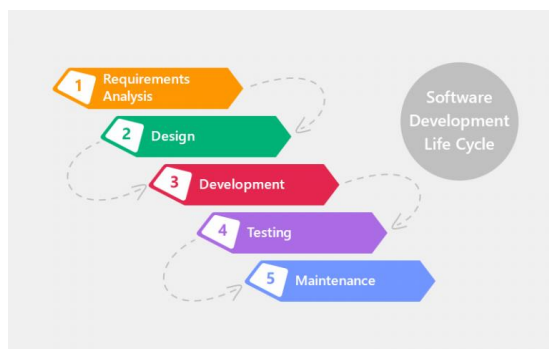 1
Requirements
Analysis
2
Design
3
Development
4
Testing
5
Maintenance
Software
Development
Life Cycle